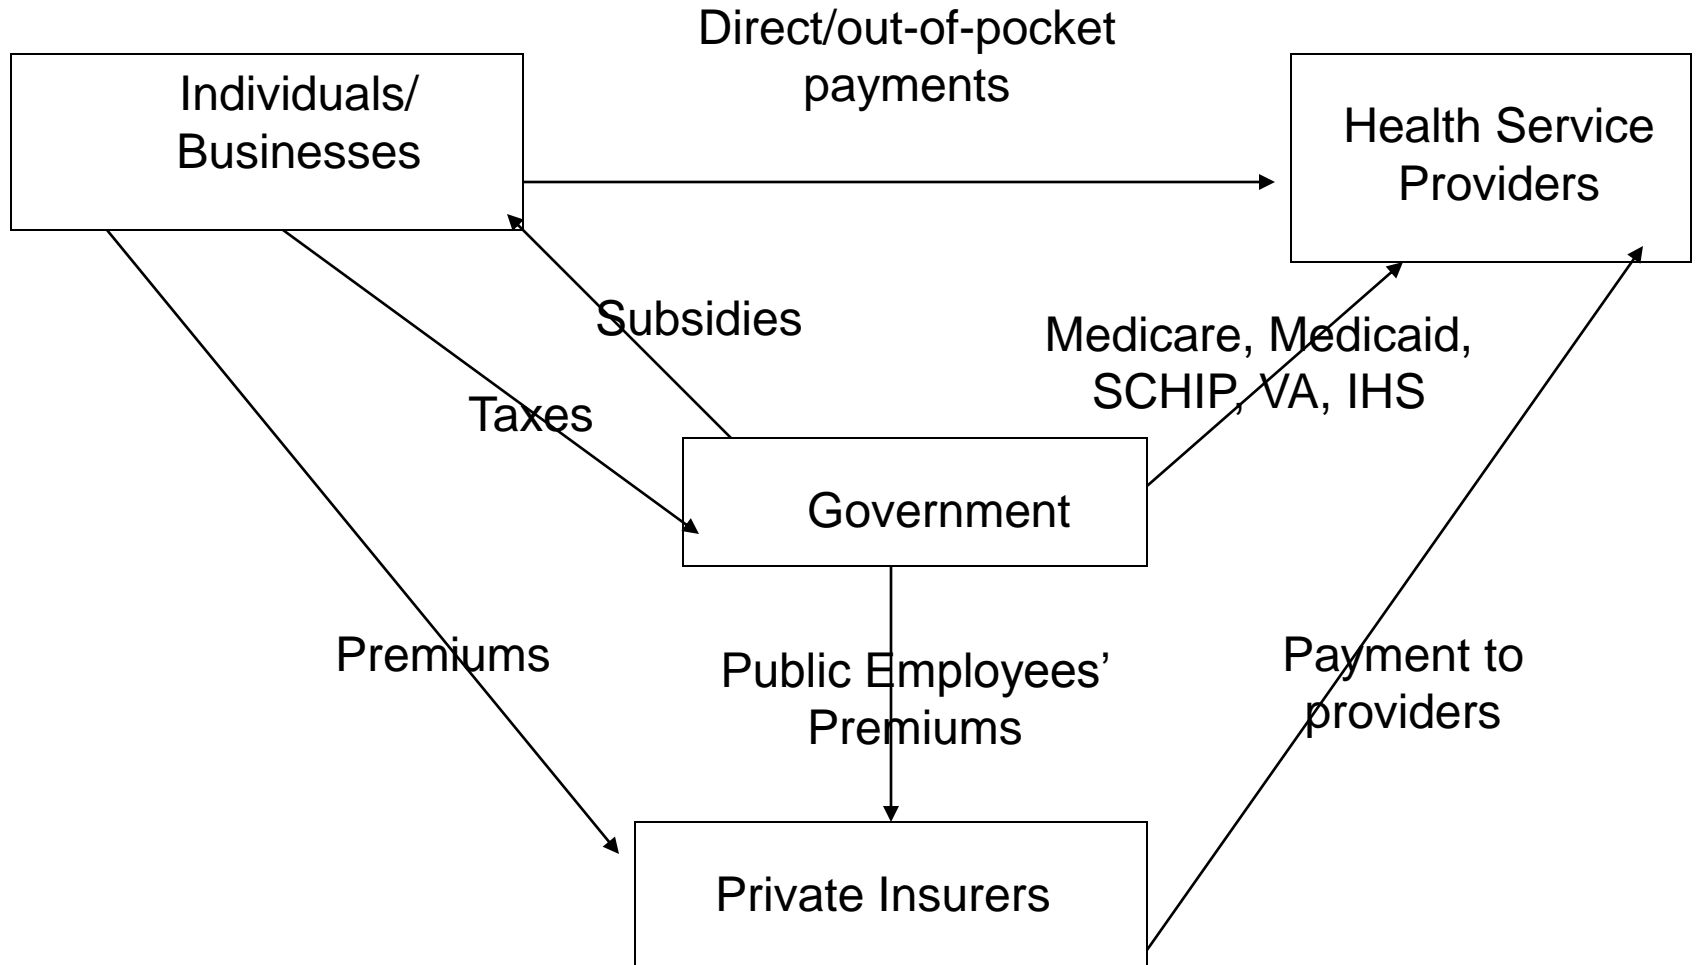 Direct/out-of-pocket
payments
Individuals/
Businesses
Health Service
Providers
Subsidies
Medicare, Medicaid,
SCHIP, VA, IHS
Taxes
Government
Premiums
Public Employees’
Premiums
Payment to
providers
Private Insurers